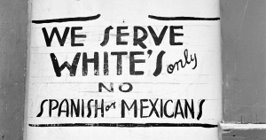 WE SERVE
WHITE'S only
NO
SPANISH or MEXICANS